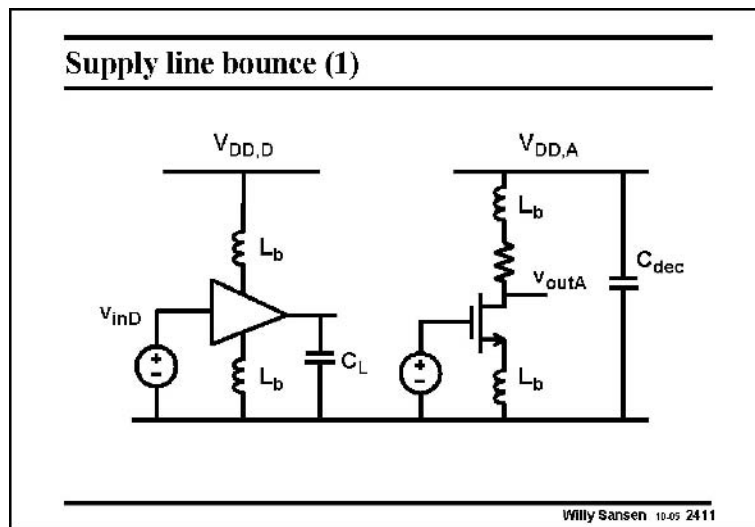 Supply line bounce (1)
VDD,D
VDD,A
Lb
Lb
Cdec
voutA
vinD
+
-
CL
Lb
+
-
Lb
Willy Sansen 10-05 2411